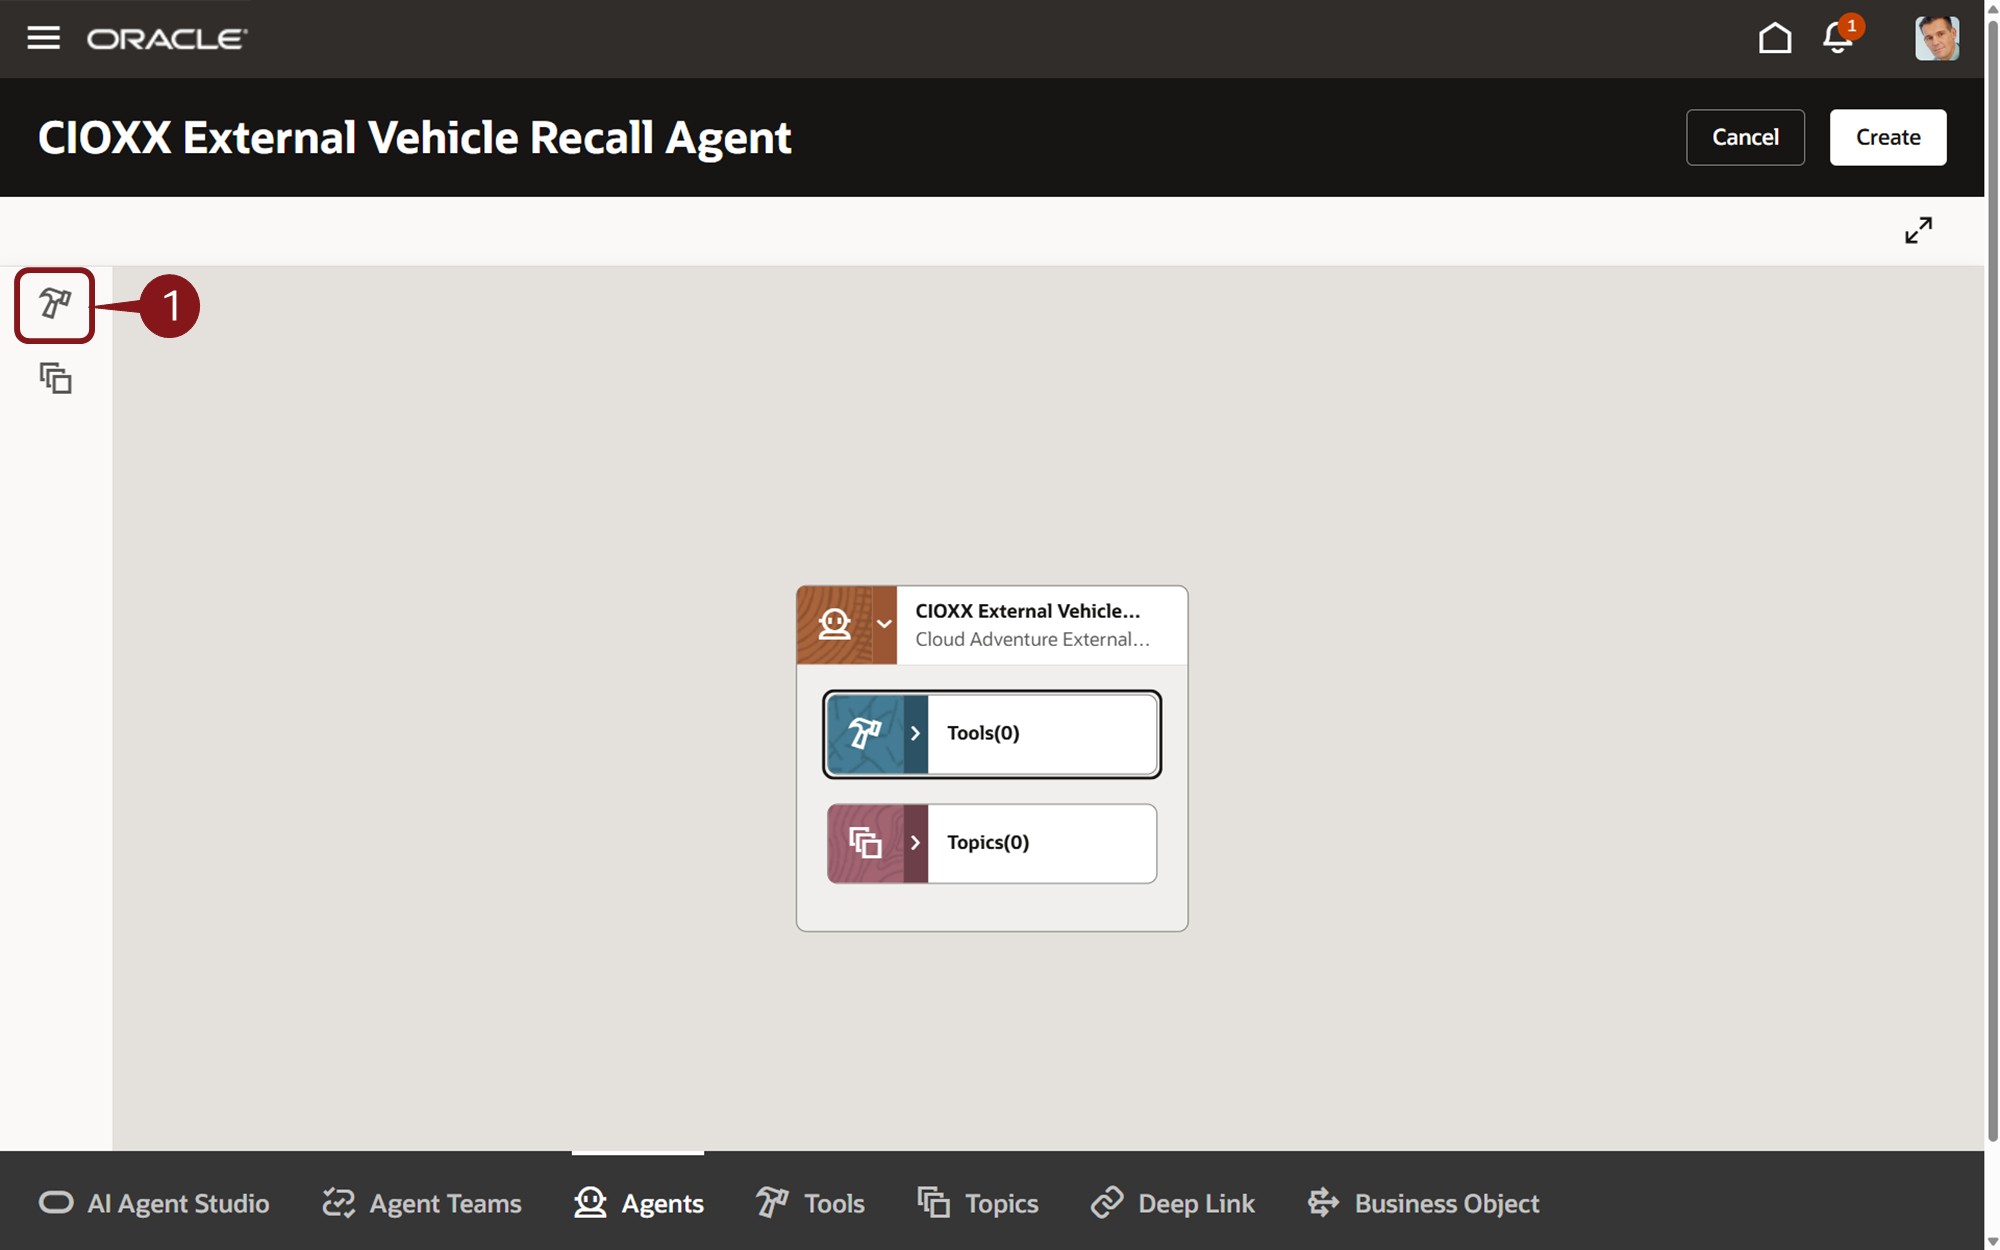 ORACLE
1
CIOXX External Vehicle Recall Agent
Cancel
Create
1
CIOXX External Vehicle...
Cloud Adventure External...
Tools(0)
Topics(0)
AI Agent Studio
Agent Teams
Agents
Tools
Topics
Deep Link
Business Object